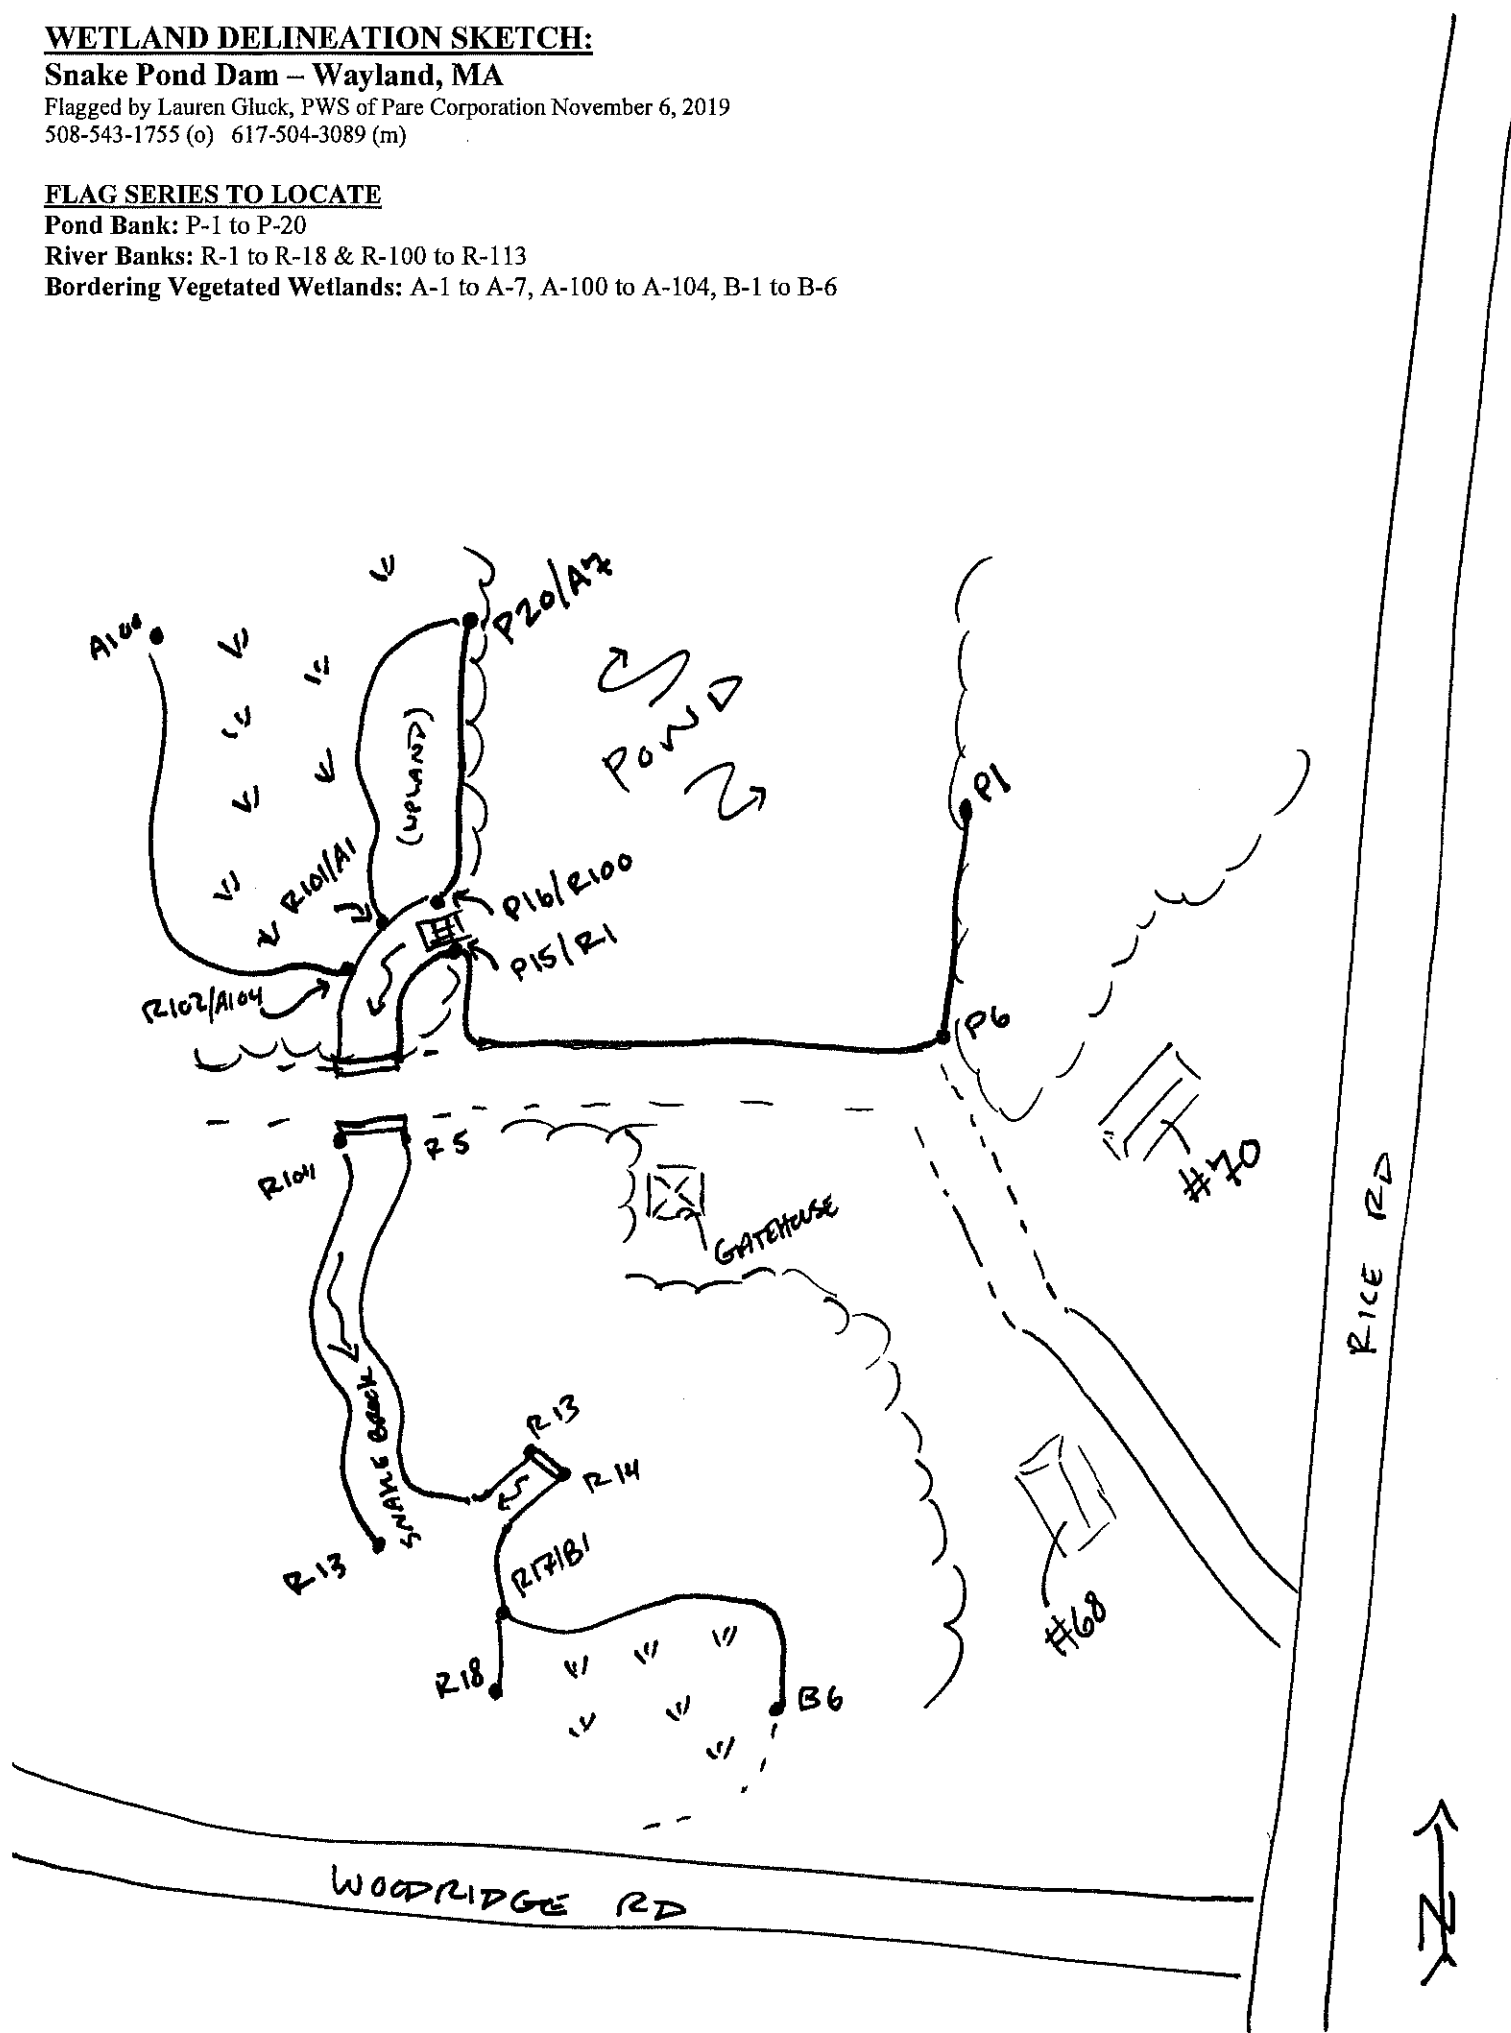 WETLAND DELINEATION SKETCH:
Snake Pond Dam – Wayland, MA
Flagged by Lauren Gluck, PWS of Pare Corporation November 6, 2019
508-543-1755 (o) 617-504-3089 (m)
FLAG SERIES TO LOCATE
Pond Bank: P-1 to P-20
River Banks: R-1 to R-18 & R-100 to R-113
Bordering Vegetated Wetlands: A-1 to A-7, A-100 to A-104, B-1 to B-6
P20/A7
A100
POND
(UPLAND)
P1
R101/A1
P16/R100
P15/R1
R102/A104
P6
R5
R104
#70
GATEHOUSE
RICE RD
SNAKE BROOK
R13
R14
R13
R17/B1
#68
R18
B6
WOODRIDGE RD
N